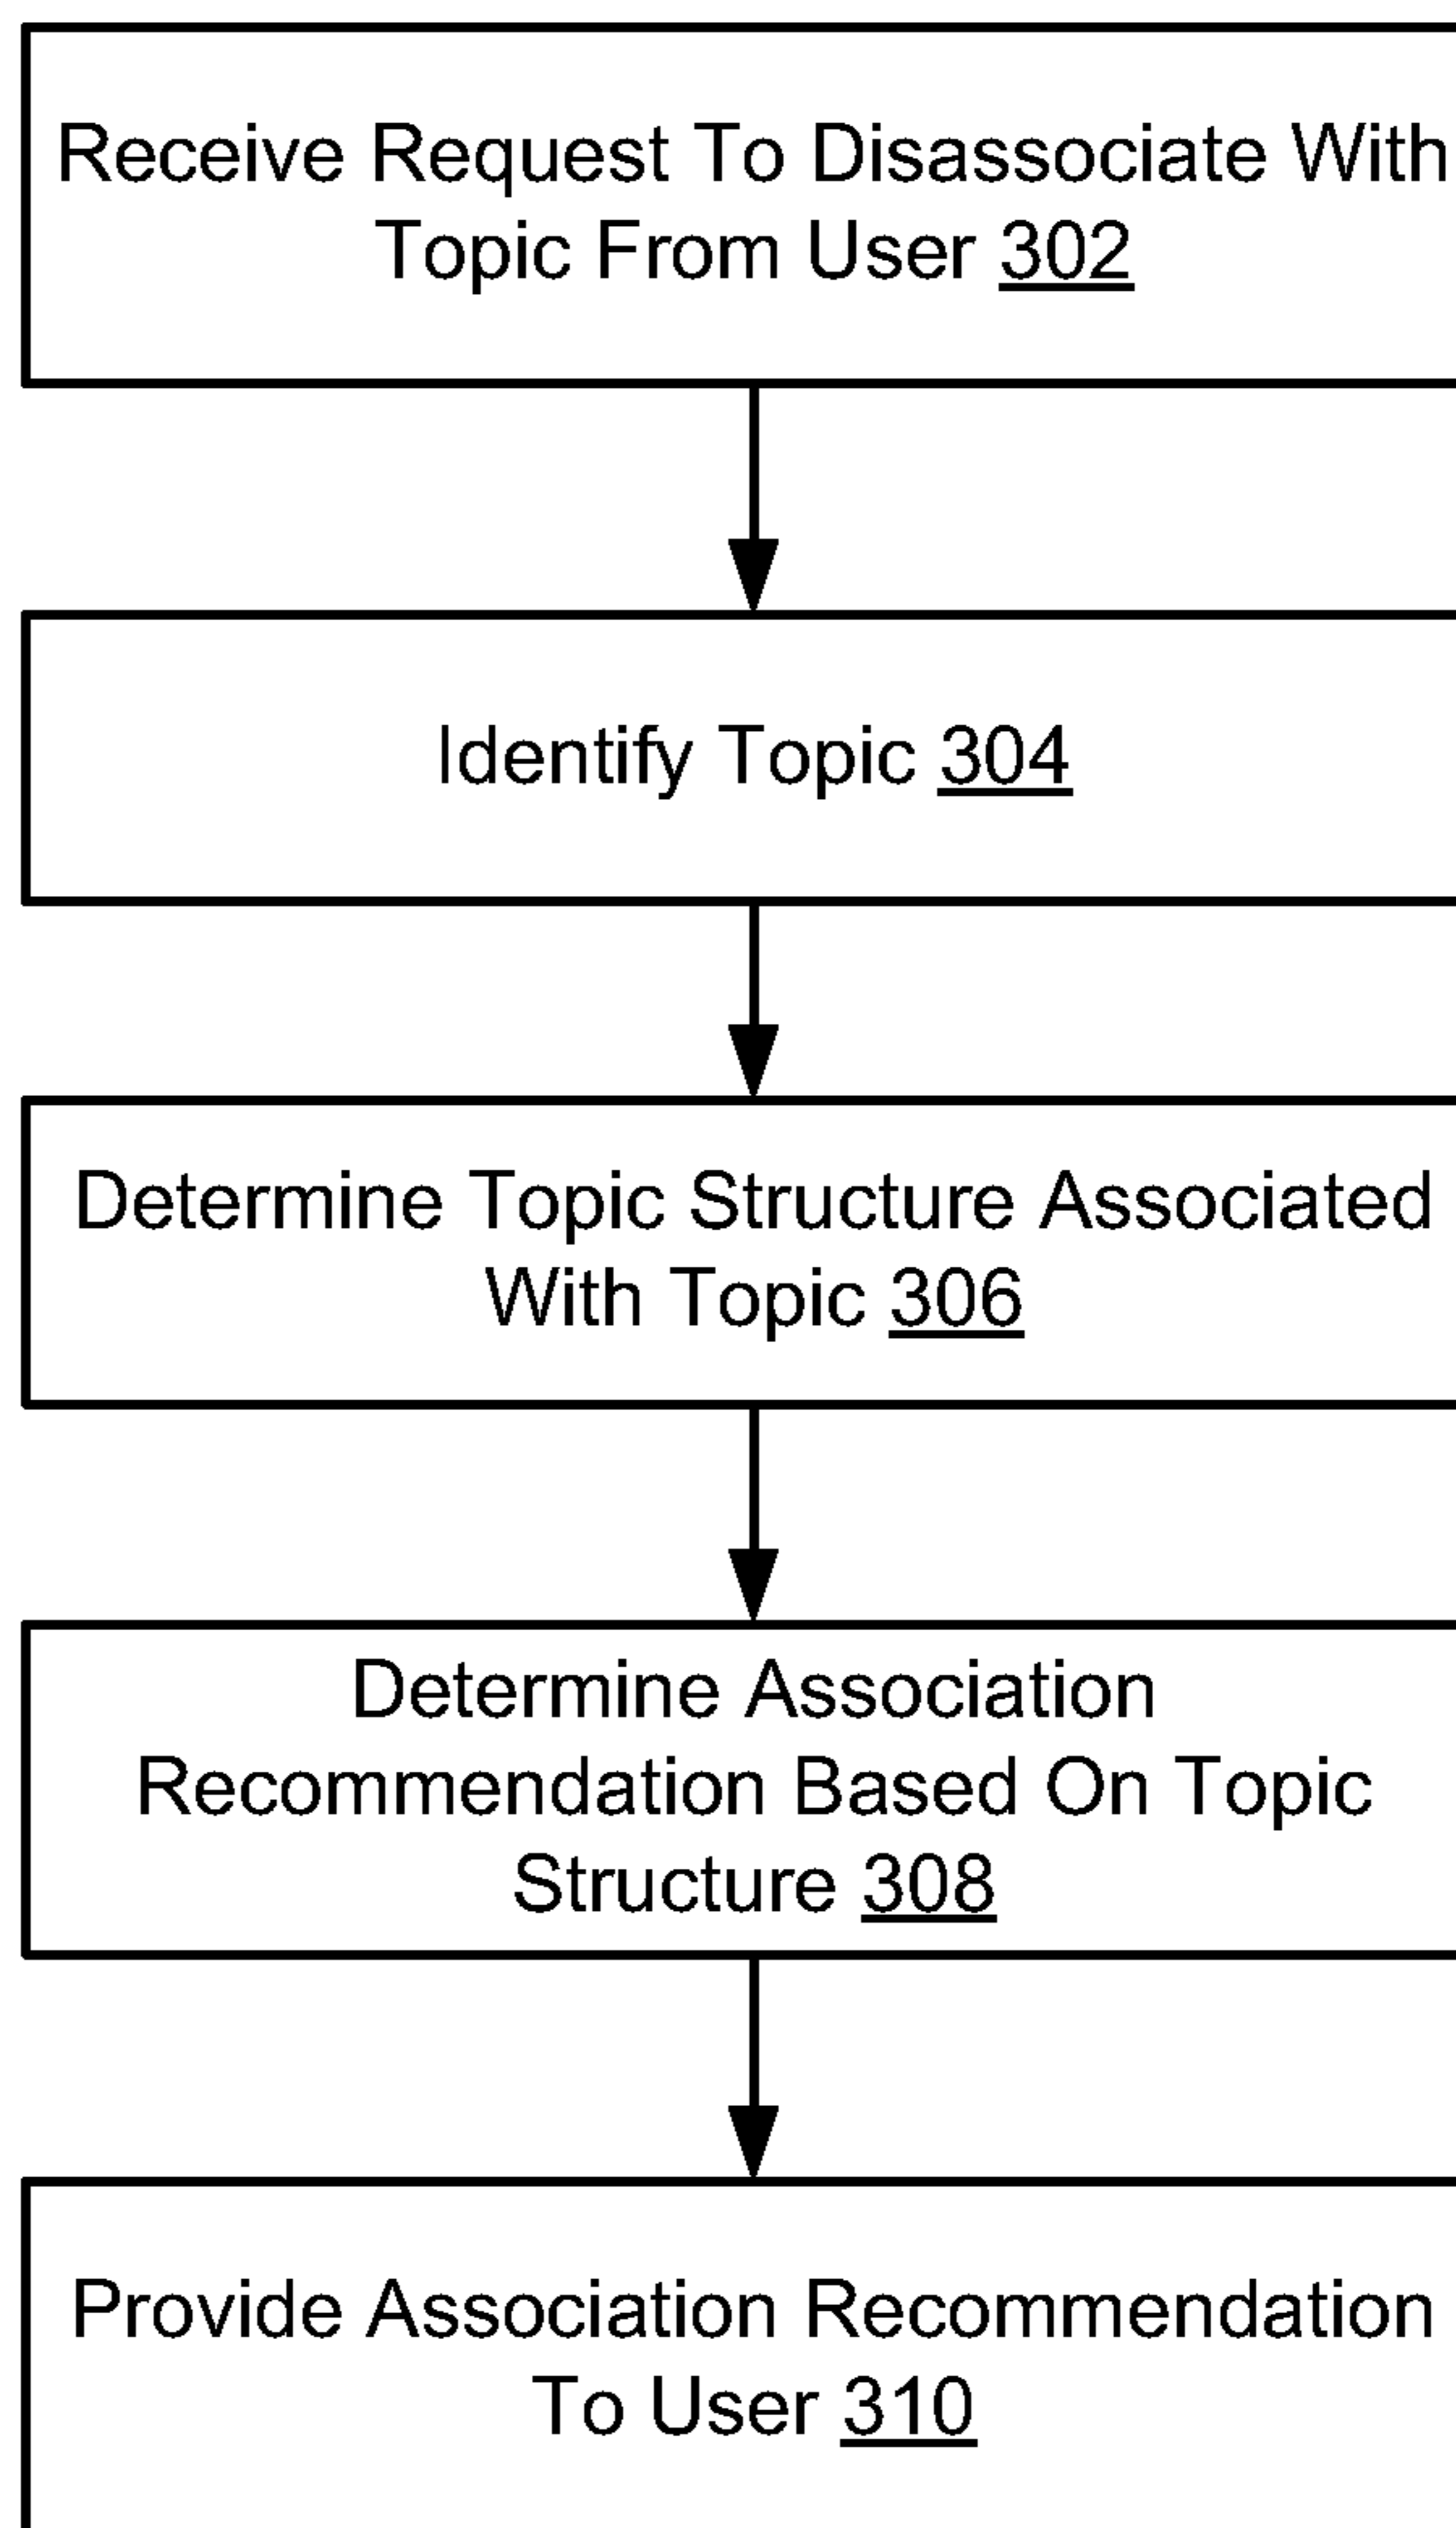 Receive Request To Disassociate With
Topic From User 302
Identify Topic 304
Determine Topic Structure Associated
With Topic 306
Determine Association
Recommendation Based On Topic
Structure 308
Provide Association Recommendation
To User 310